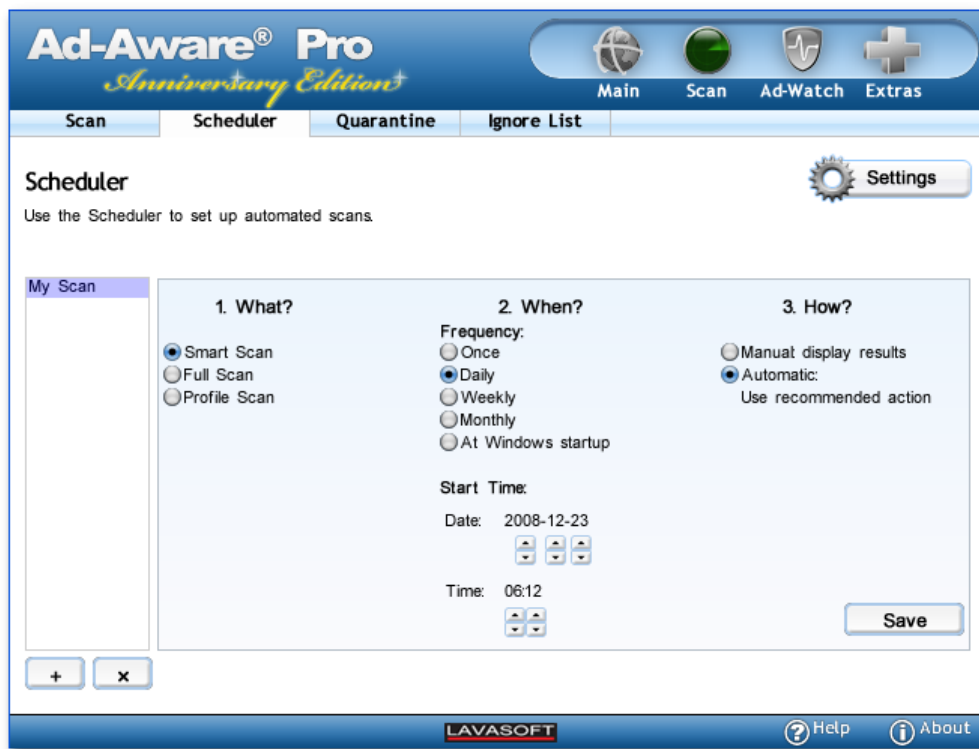 Ad-Aware® Pro
Anniversary Edition
Main Scan Ad-Watch Extras
Scan Scheduler Quarantine Ignore List
Scheduler
Settings
Use the Scheduler to set up automated scans.
My Scan
1. What?
Smart Scan
Full Scan
Profile Scan
2. When?
Frequency:
Once
Daily
Weekly
Monthly
At Windows startup
Start Time:
Date: 2008-12-23
Time: 06:12
3. How?
Manual: display results
Automatic:
Use recommended action
Save
+ x
LAVASOFT
? Help
i About